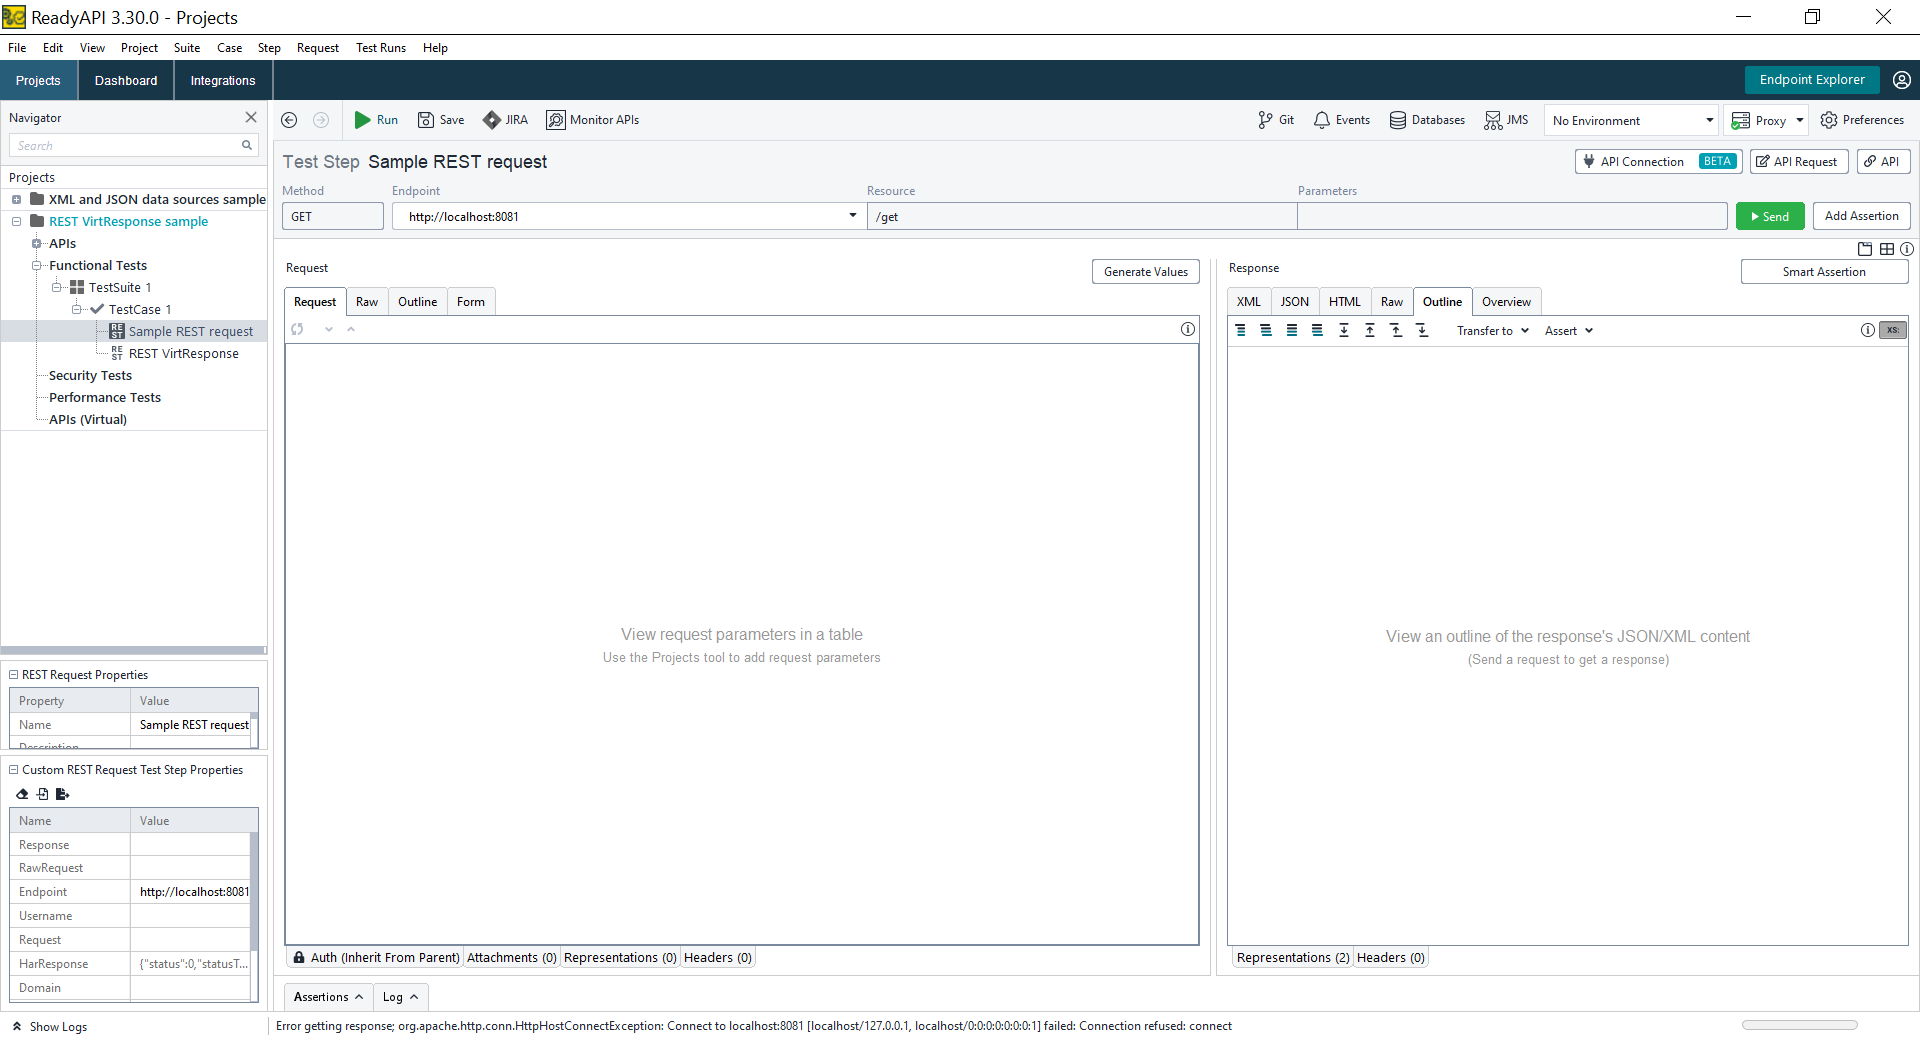 ReadyAPI 3.30.0 - Projects
File Edit View Project Suite Case Step Request Test Runs Help
Projects Dashboard Integrations Endpoint Explorer
Navigator
Search
Projects
XML and JSON data sources sample
REST VirtResponse sample
APIs
Functional Tests
TestSuite 1
TestCase 1
REST Sample REST request
REST REST VirtResponse
Security Tests
Performance Tests
APIs (Virtual)
REST Request Properties
Property Value
Name Sample REST request
Description
Custom REST Request Test Step Properties
Name Value
Response
RawRequest
Endpoint http://localhost:8081
Username
Request
HarResponse {"status":0,"statusT...
Domain
Run Save JIRA Monitor APIs Git Events Databases JMS No Environment Proxy Preferences
Test Step Sample REST request API Connection BETA API Request API
Method Endpoint Resource Parameters
GET http://localhost:8081 /get Send Add Assertion
Request Generate Values
Request Raw Outline Form
View request parameters in a table
Use the Projects tool to add request parameters
Auth (Inherit From Parent) Attachments (0) Representations (0) Headers (0)
Response Smart Assertion
XML JSON HTML Raw Outline Overview
Transfer to Assert XS:
View an outline of the response's JSON/XML content
(Send a request to get a response)
Representations (2) Headers (0)
Assertions Log
Show Logs Error getting response; org.apache.http.conn.HttpHostConnectException: Connect to localhost:8081 [localhost/127.0.0.1, localhost/0:0:0:0:0:0:0:1] failed: Connection refused: connect